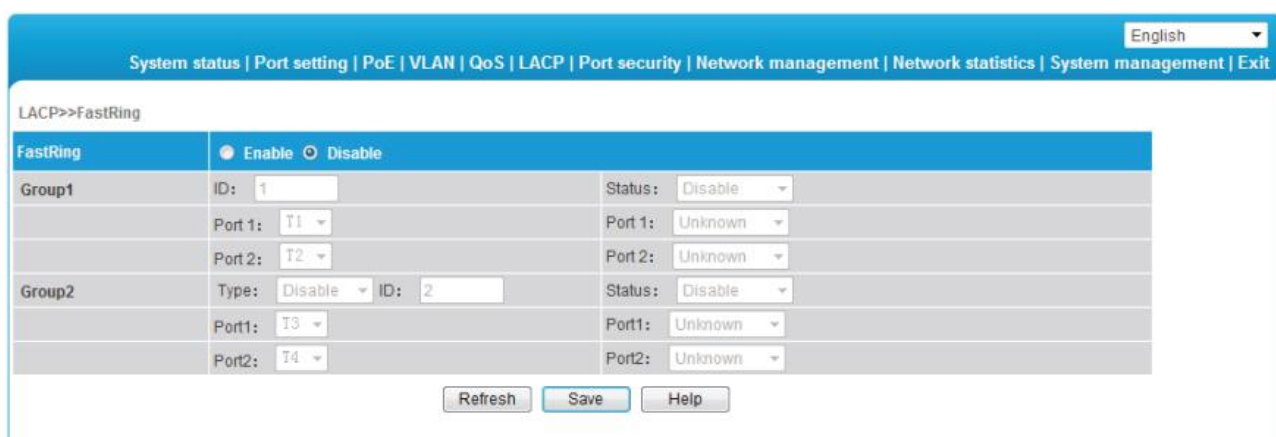 English
System status | Port setting | PoE | VLAN | QoS | LACP | Port security | Network management | Network statistics | System management | Exit
LACP>>FastRing
FastRing Enable Disable
Group1 ID: 1 Status: Disable
Port 1: T1 Port 1: Unknown
Port 2: T2 Port 2: Unknown
Group2 Type: Disable ID: 2 Status: Disable
Port1: T3 Port1: Unknown
Port2: T4 Port2: Unknown
Refresh Save Help